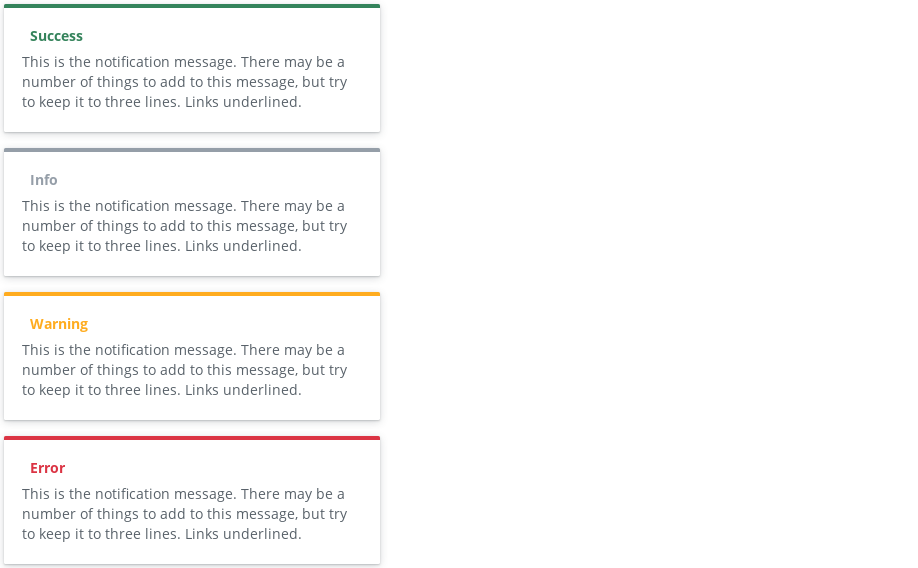 Success
This is the notification message. There may be a
number of things to add to this message, but try
to keep it to three lines. Links underlined.
Info
This is the notification message. There may be a
number of things to add to this message, but try
to keep it to three lines. Links underlined.
Warning
This is the notification message. There may be a
number of things to add to this message, but try
to keep it to three lines. Links underlined.
Error
This is the notification message. There may be a
number of things to add to this message, but try
to keep it to three lines. Links underlined.